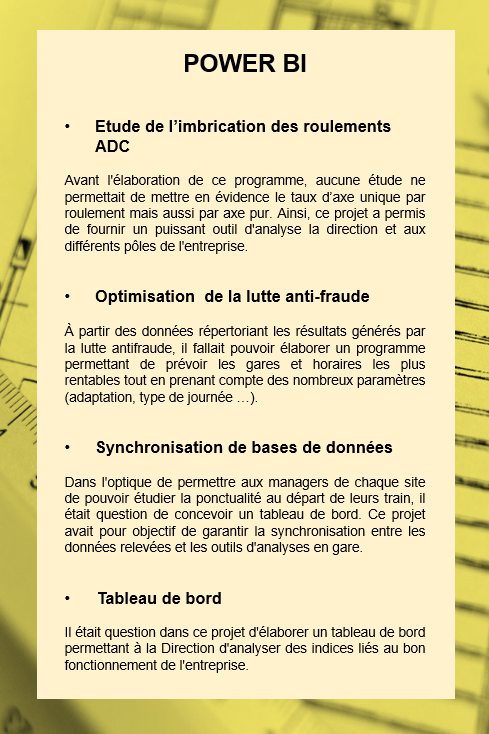 POWER BI
• Etude de l’imbrication des roulements
ADC
Avant l'élaboration de ce programme, aucune étude ne
permettait de mettre en évidence le taux d’axe unique par
roulement mais aussi par axe pur. Ainsi, ce projet a permis
de fournir un puissant outil d'analyse la direction et aux
différents pôles de l'entreprise.
• Optimisation de la lutte anti-fraude
À partir des données répertoriant les résultats générés par
la lutte antifraude, il fallait pouvoir élaborer un programme
permettant de prévoir les gares et horaires les plus
rentables tout en prenant compte des nombreux paramètres
(adaptation, type de journée …).
• Synchronisation de bases de données
Dans l'optique de permettre aux managers de chaque site
de pouvoir étudier la ponctualité au départ de leurs train, il
était question de concevoir un tableau de bord. Ce projet
avait pour objectif de garantir la synchronisation entre les
données relevées et les outils d'analyses en gare.
• Tableau de bord
Il était question dans ce projet d'élaborer un tableau de bord
permettant à la Direction d'analyser des indices liés au bon
fonctionnement de l'entreprise.